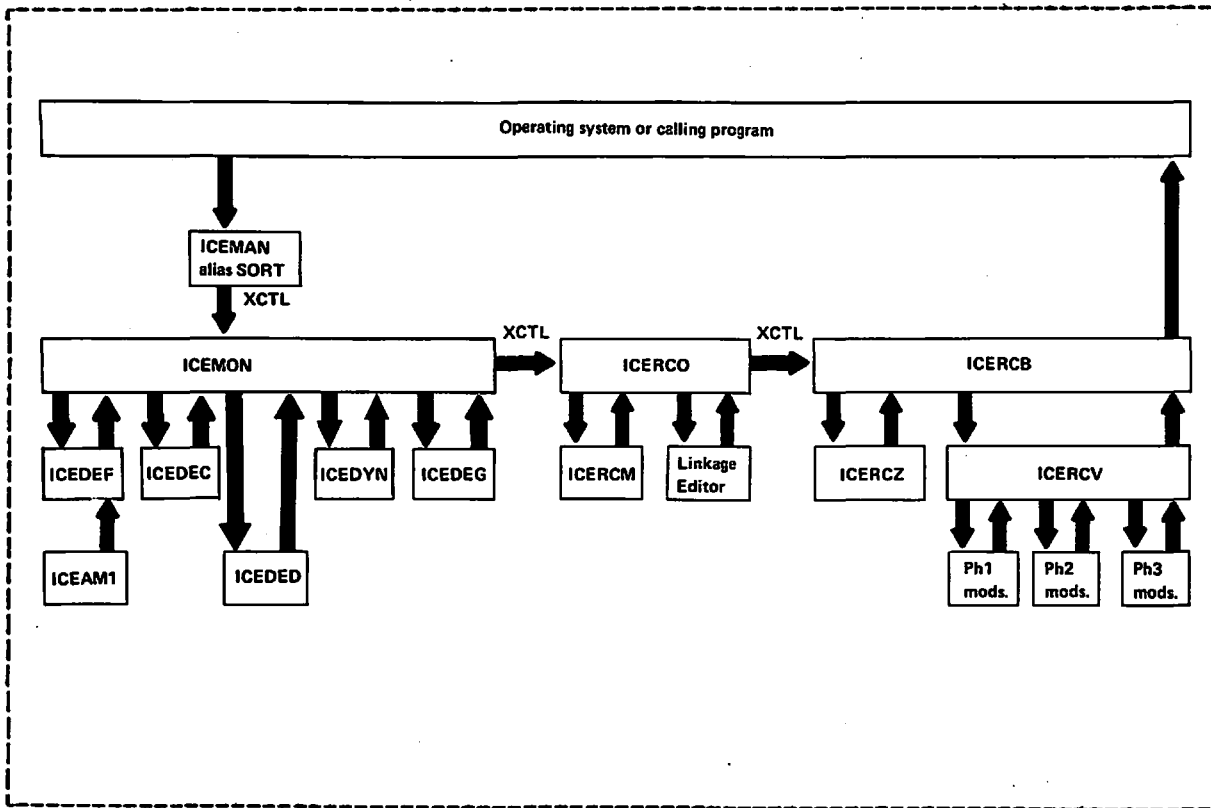 Operating system or calling program
ICEMAN
alias SORT
XCTL
ICEMON
XCTL
ICERCO
XCTL
ICERCB
ICEDEF
ICEDEC
ICEDYN
ICEDEG
ICERCM
Linkage
Editor
ICERCZ
ICERCV
ICEAM1
ICEDED
Ph1
mods.
Ph2
mods.
Ph3
mods.